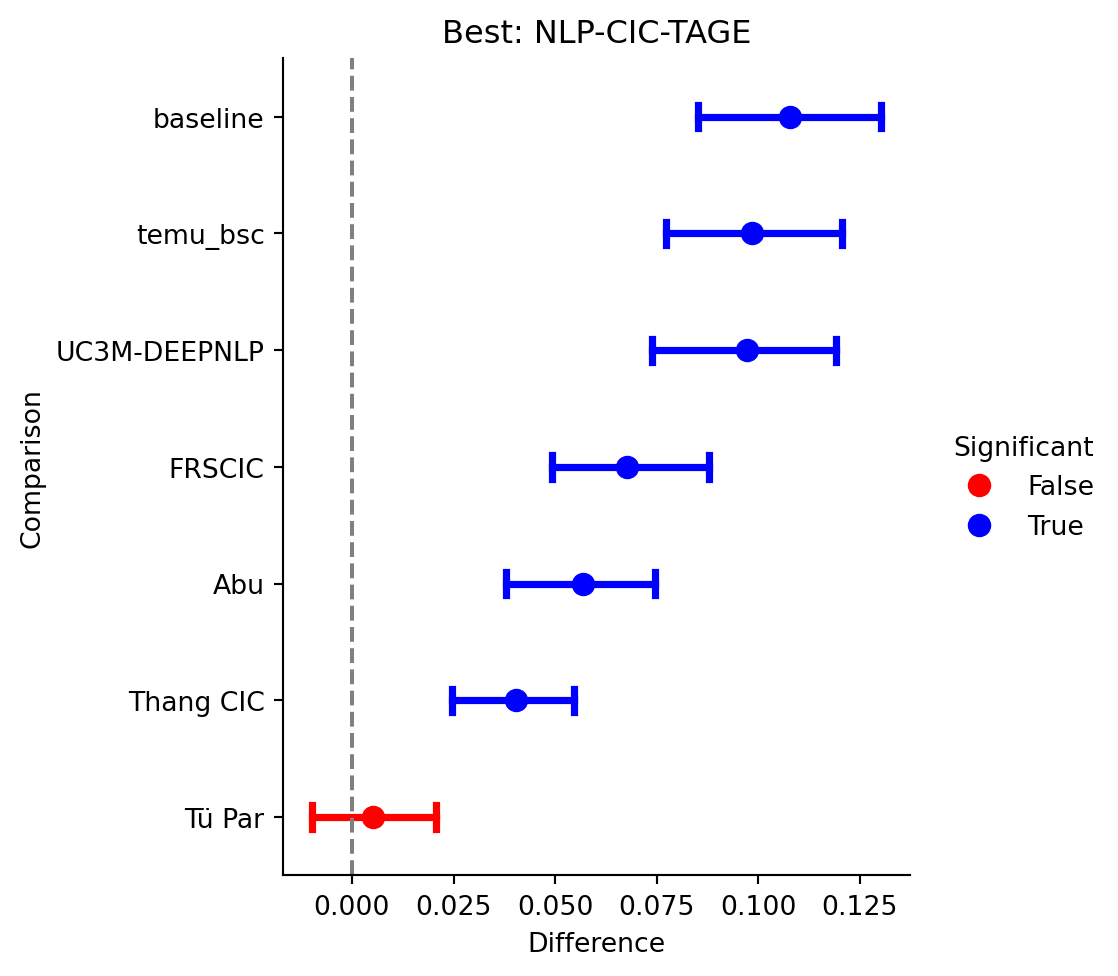 Best: NLP-CIC-TAGE
Comparison
baseline
temu_bsc
UC3M-DEEPNLP
FRSCIC
Abu
Thang CIC
Tü Par
0.000 0.025 0.050 0.075 0.100 0.125
Difference
Significant
False
True